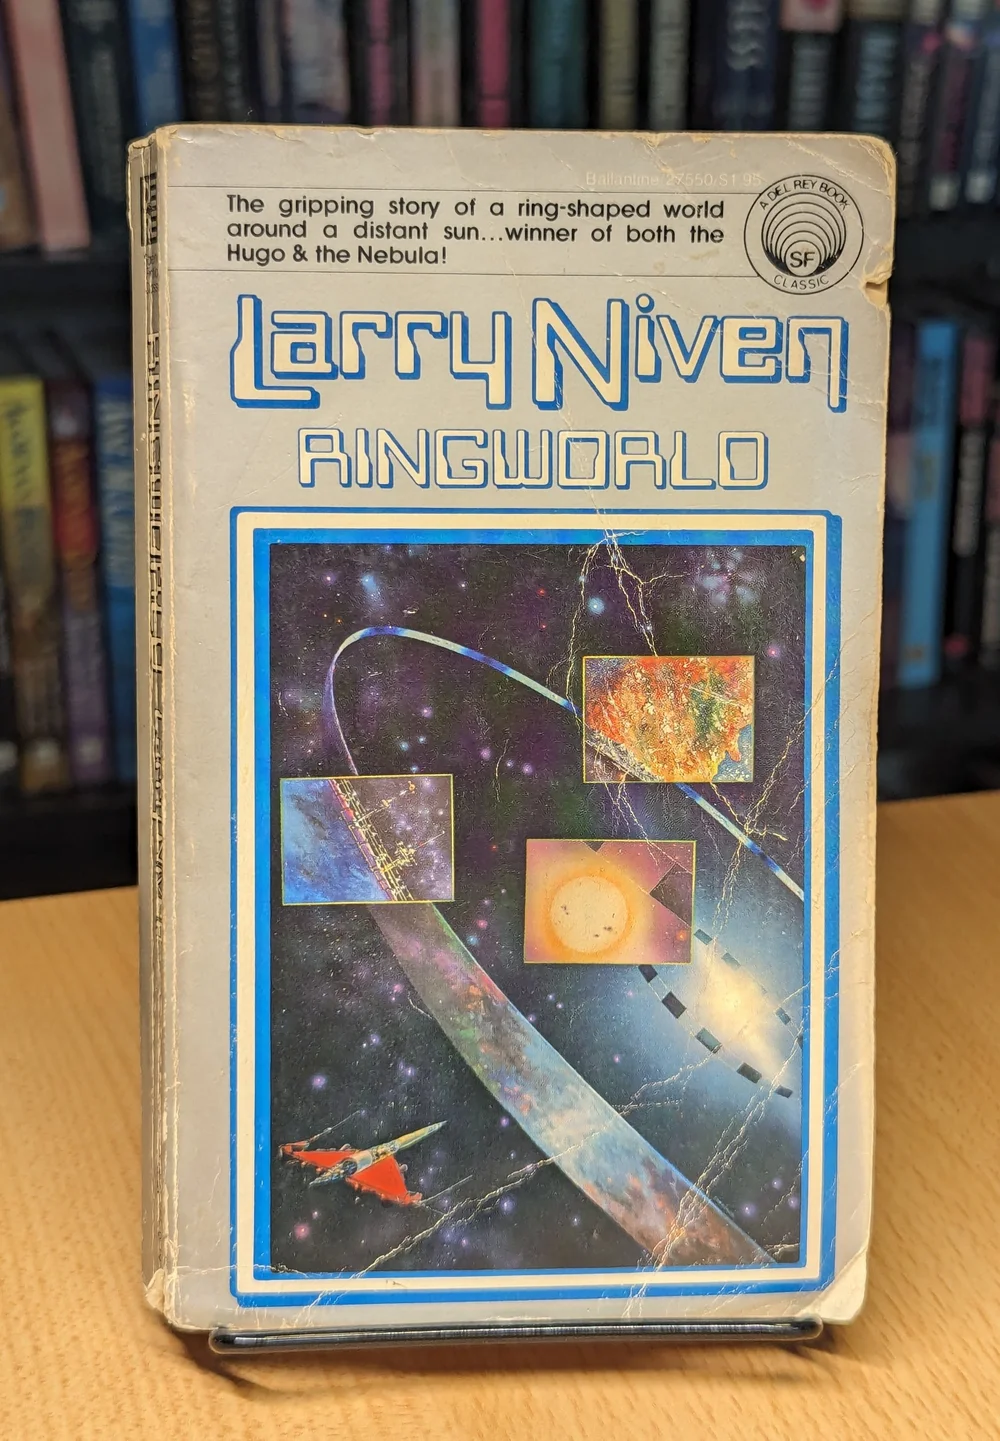 Ballantine 27550/$1.95
The gripping story of a ring-shaped world
around a distant sun...winner of both the
Hugo & the Nebula!
A DEL REY BOOK
SF
CLASSIC
Larry Niven
RINGWORLD